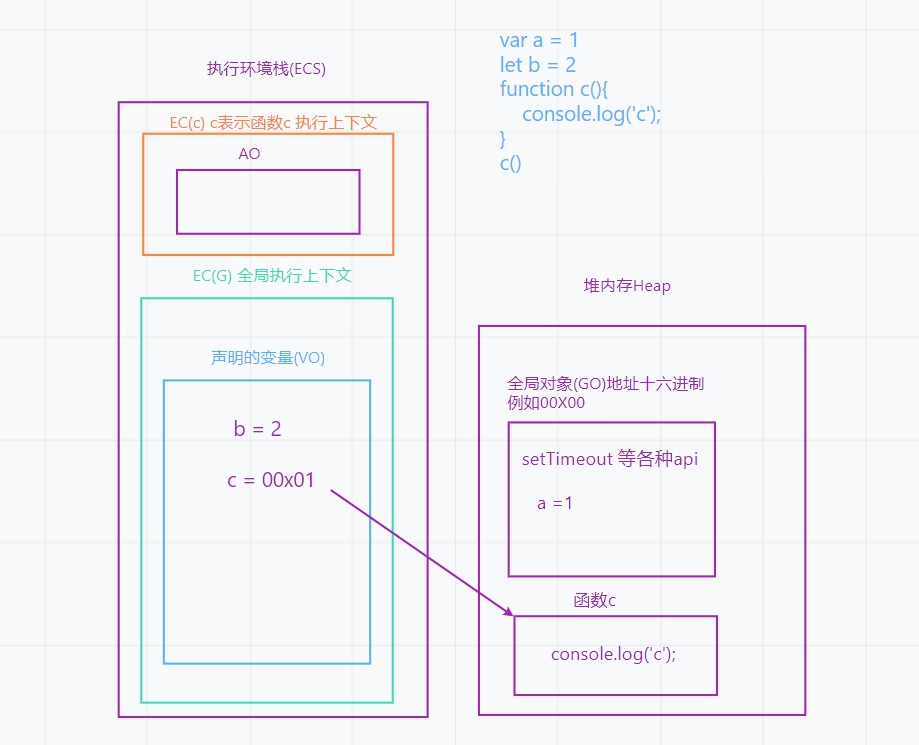 var a = 1
let b = 2
function c(){
console.log('c');
}
c()
执行环境栈(ECS)
EC(c) c表示函数c 执行上下文
AO
EC(G) 全局执行上下文
声明的变量(VO)
b = 2
c = 00x01
堆内存Heap
全局对象(GO)地址十六进制
例如00X00
setTimeout 等各种api
a =1
函数c
console.log('c');